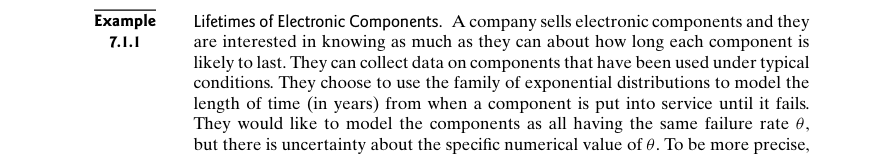 Example Lifetimes of Electronic Components. A company sells electronic components and they
7.1.1 are interested in knowing as much as they can about how long each component is
likely to last. They can collect data on components that have been used under typical
conditions. They choose to use the family of exponential distributions to model the
length of time (in years) from when a component is put into service until it fails.
They would like to model the components as all having the same failure rate θ,
but there is uncertainty about the specific numerical value of θ. To be more precise,